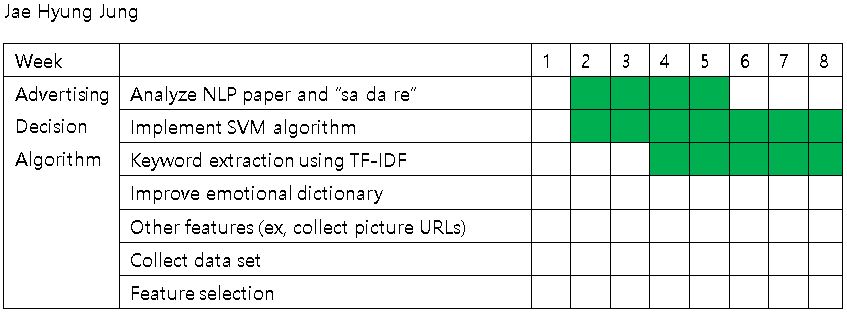 Jae Hyung Jung
Week 1 2 3 4 5 6 7 8
Advertising Analyze NLP paper and “sa da re”
Decision Implement SVM algorithm
Algorithm Keyword extraction using TF-IDF
Improve emotional dictionary
Other features (ex, collect picture URLs)
Collect data set
Feature selection